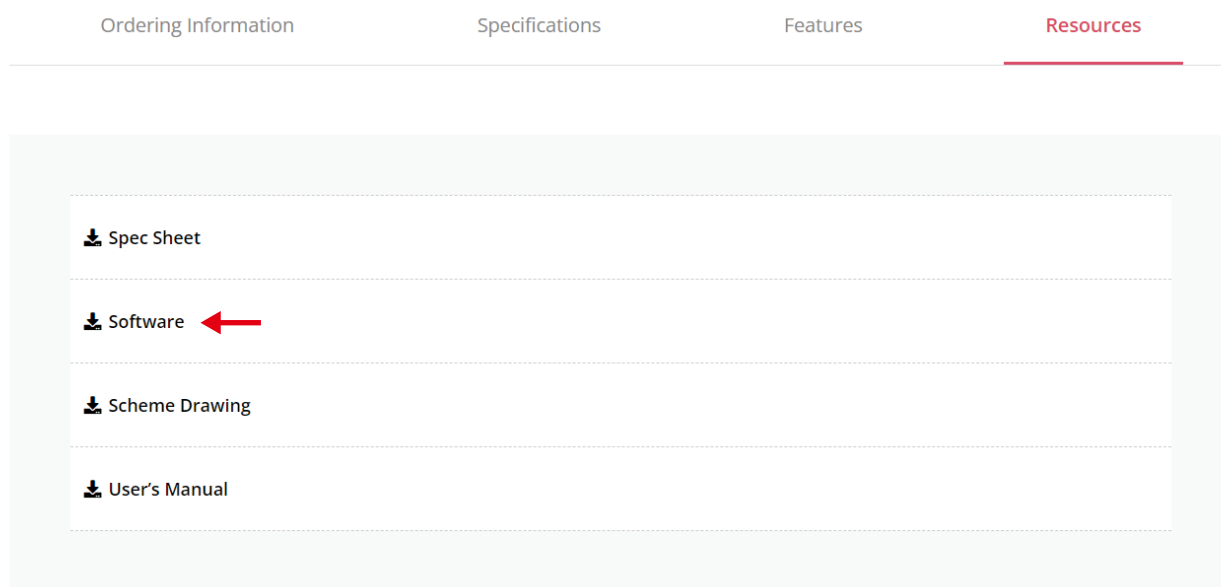 Ordering Information Specifications Features Resources
Spec Sheet
Software
Scheme Drawing
User’s Manual